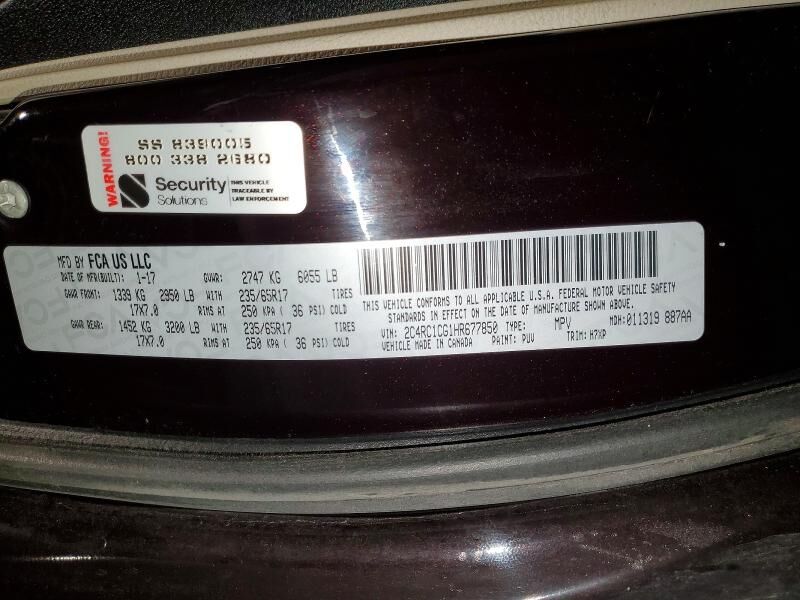 WARNING!
SS 839005
800 338 2680
Security
Solutions
THIS VEHICLE
TRACEABLE BY
LAW ENFORCEMENT
MFD BY FCA US LLC
DATE OF MFR(BUILT): 1-17 GVWR: 2747 KG 6055 LB
GAWR FRONT: 1339 KG 2950 LB WITH 235/65R17 TIRES
17X7.0 RIMS AT 250 KPA ( 36 PSI) COLD
GAWR REAR: 1452 KG 3200 LB WITH 235/65R17 TIRES
17X7.0 RIMS AT 250 KPA ( 36 PSI) COLD
THIS VEHICLE CONFORMS TO ALL APPLICABLE U.S.A. FEDERAL MOTOR VEHICLE SAFETY
STANDARDS IN EFFECT ON THE DATE OF MANUFACTURE SHOWN ABOVE.
VIN: 2C4RC1CG1HR677850 TYPE: MPV MDH:011319 887AA
VEHICLE MADE IN CANADA PAINT: PUV TRIM: H7XP